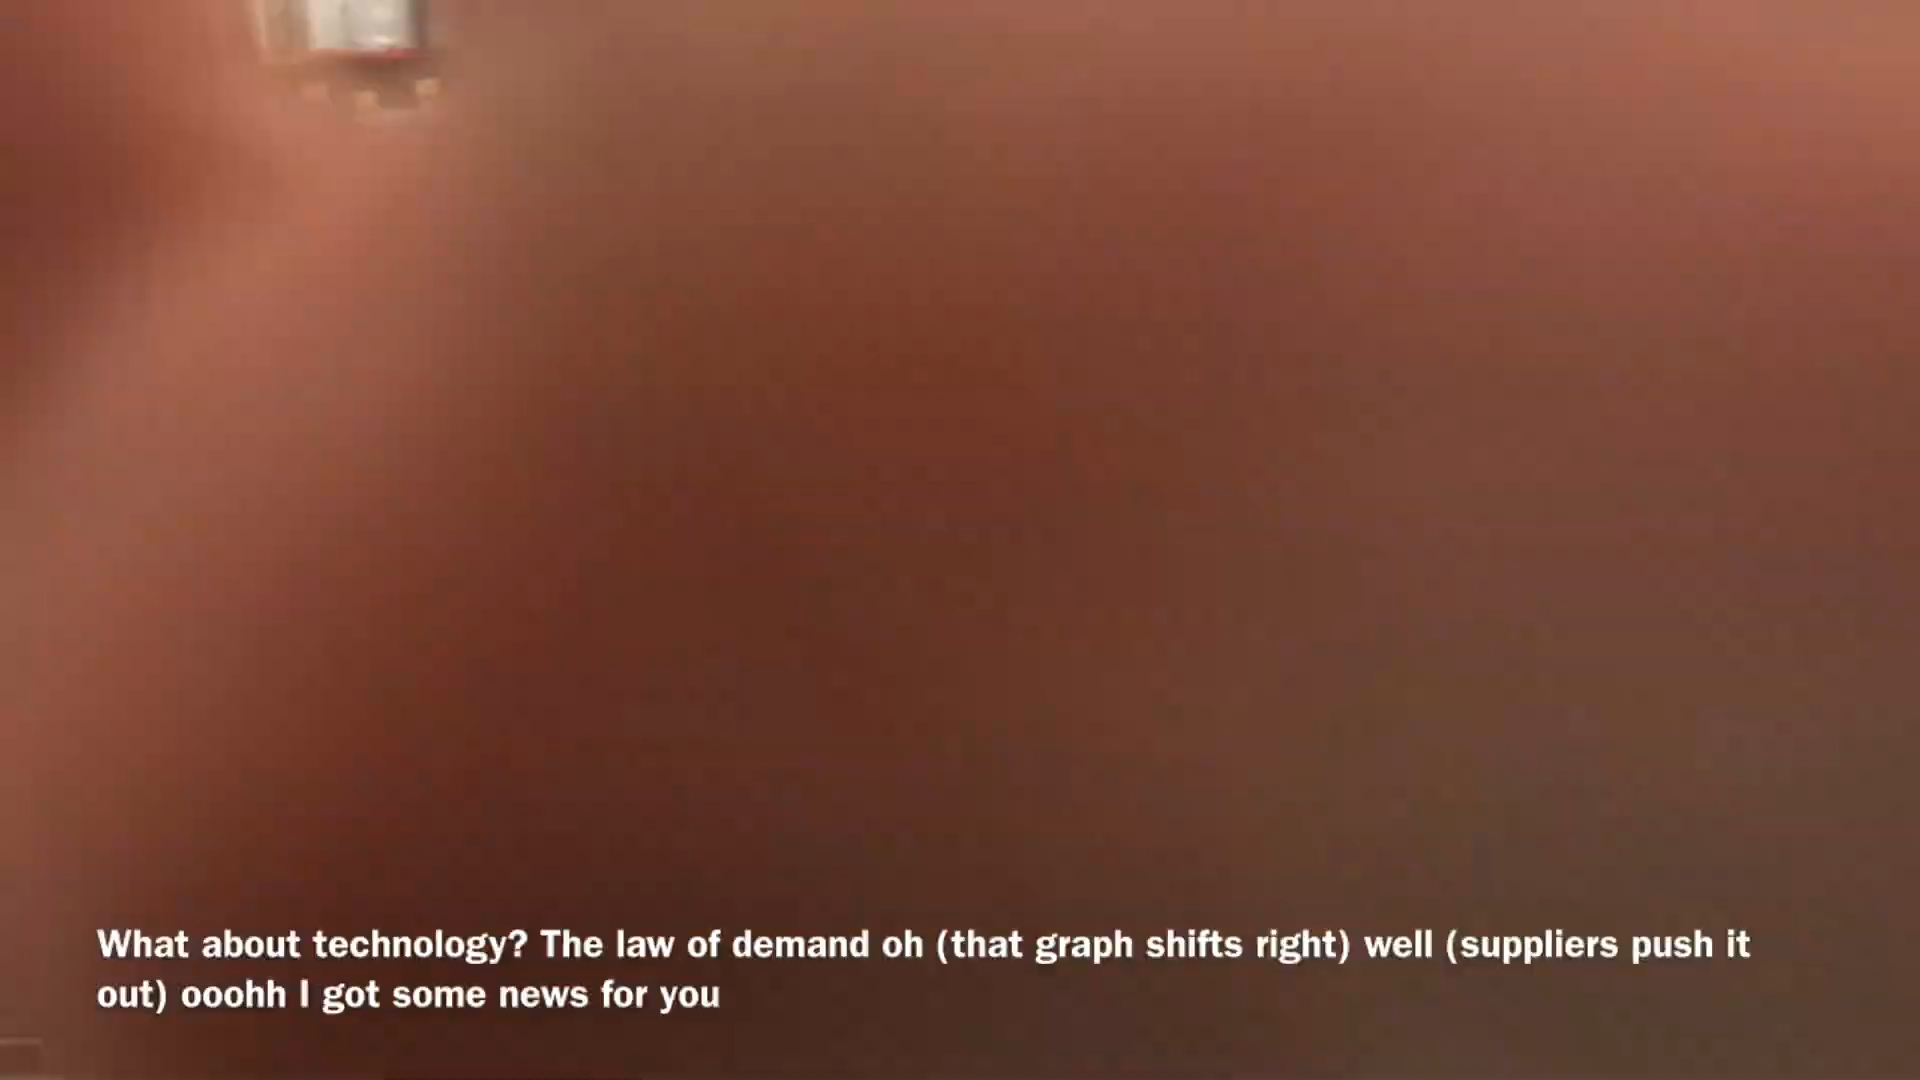 What about technology? The law of demand oh (that graph shifts right) well (suppliers push it
out) ooohh I got some news for you